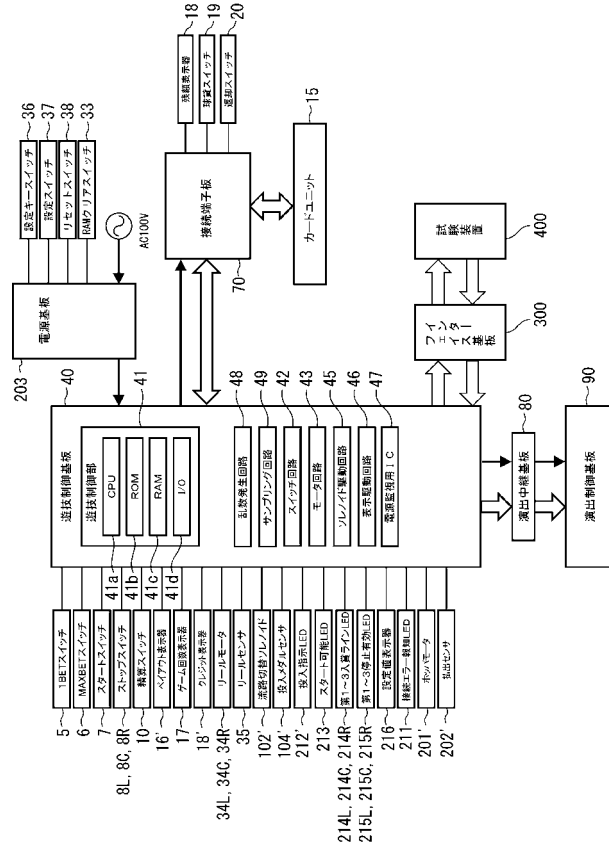 設定キースイッチ
36
設定スイッチ
37
リセットスイッチ
38
RAMクリアスイッチ
33
電源基板
203
AC100V
残額表示器
18
球貸スイッチ
19
返却スイッチ
20
接続端子板
70
カードユニット
15
遊技制御基板
40
遊技制御部
41
CPU
41a
ROM
41b
RAM
41c
I/O
41d
乱数発生回路
48
サンプリング回路
49
スイッチ回路
42
モータ回路
43
ソレノイド駆動回路
45
表示駆動回路
46
電源監視用IC
47
インター
フェイス基板
300
試験
装置
400
演出中継基板
80
演出制御基板
90
1BETスイッチ
5
MAXBETスイッチ
6
スタートスイッチ
7
ストップスイッチ
8L, 8C, 8R
精算スイッチ
10
ペイアウト表示器
16'
ゲーム回数表示器
17
クレジット表示器
18'
リールモータ
34L, 34C, 34R
リールセンサ
35
流路切替ソレノイド
102'
投入メダルセンサ
104'
投入指示LED
212'
スタート可能LED
213
第1～3入賞ラインLED
214L, 214C, 214R
第1～3停止有効LED
215L, 215C, 215R
設定値表示器
216
接続エラー報知LED
211
ホッパモータ
201'
払出センサ
202'